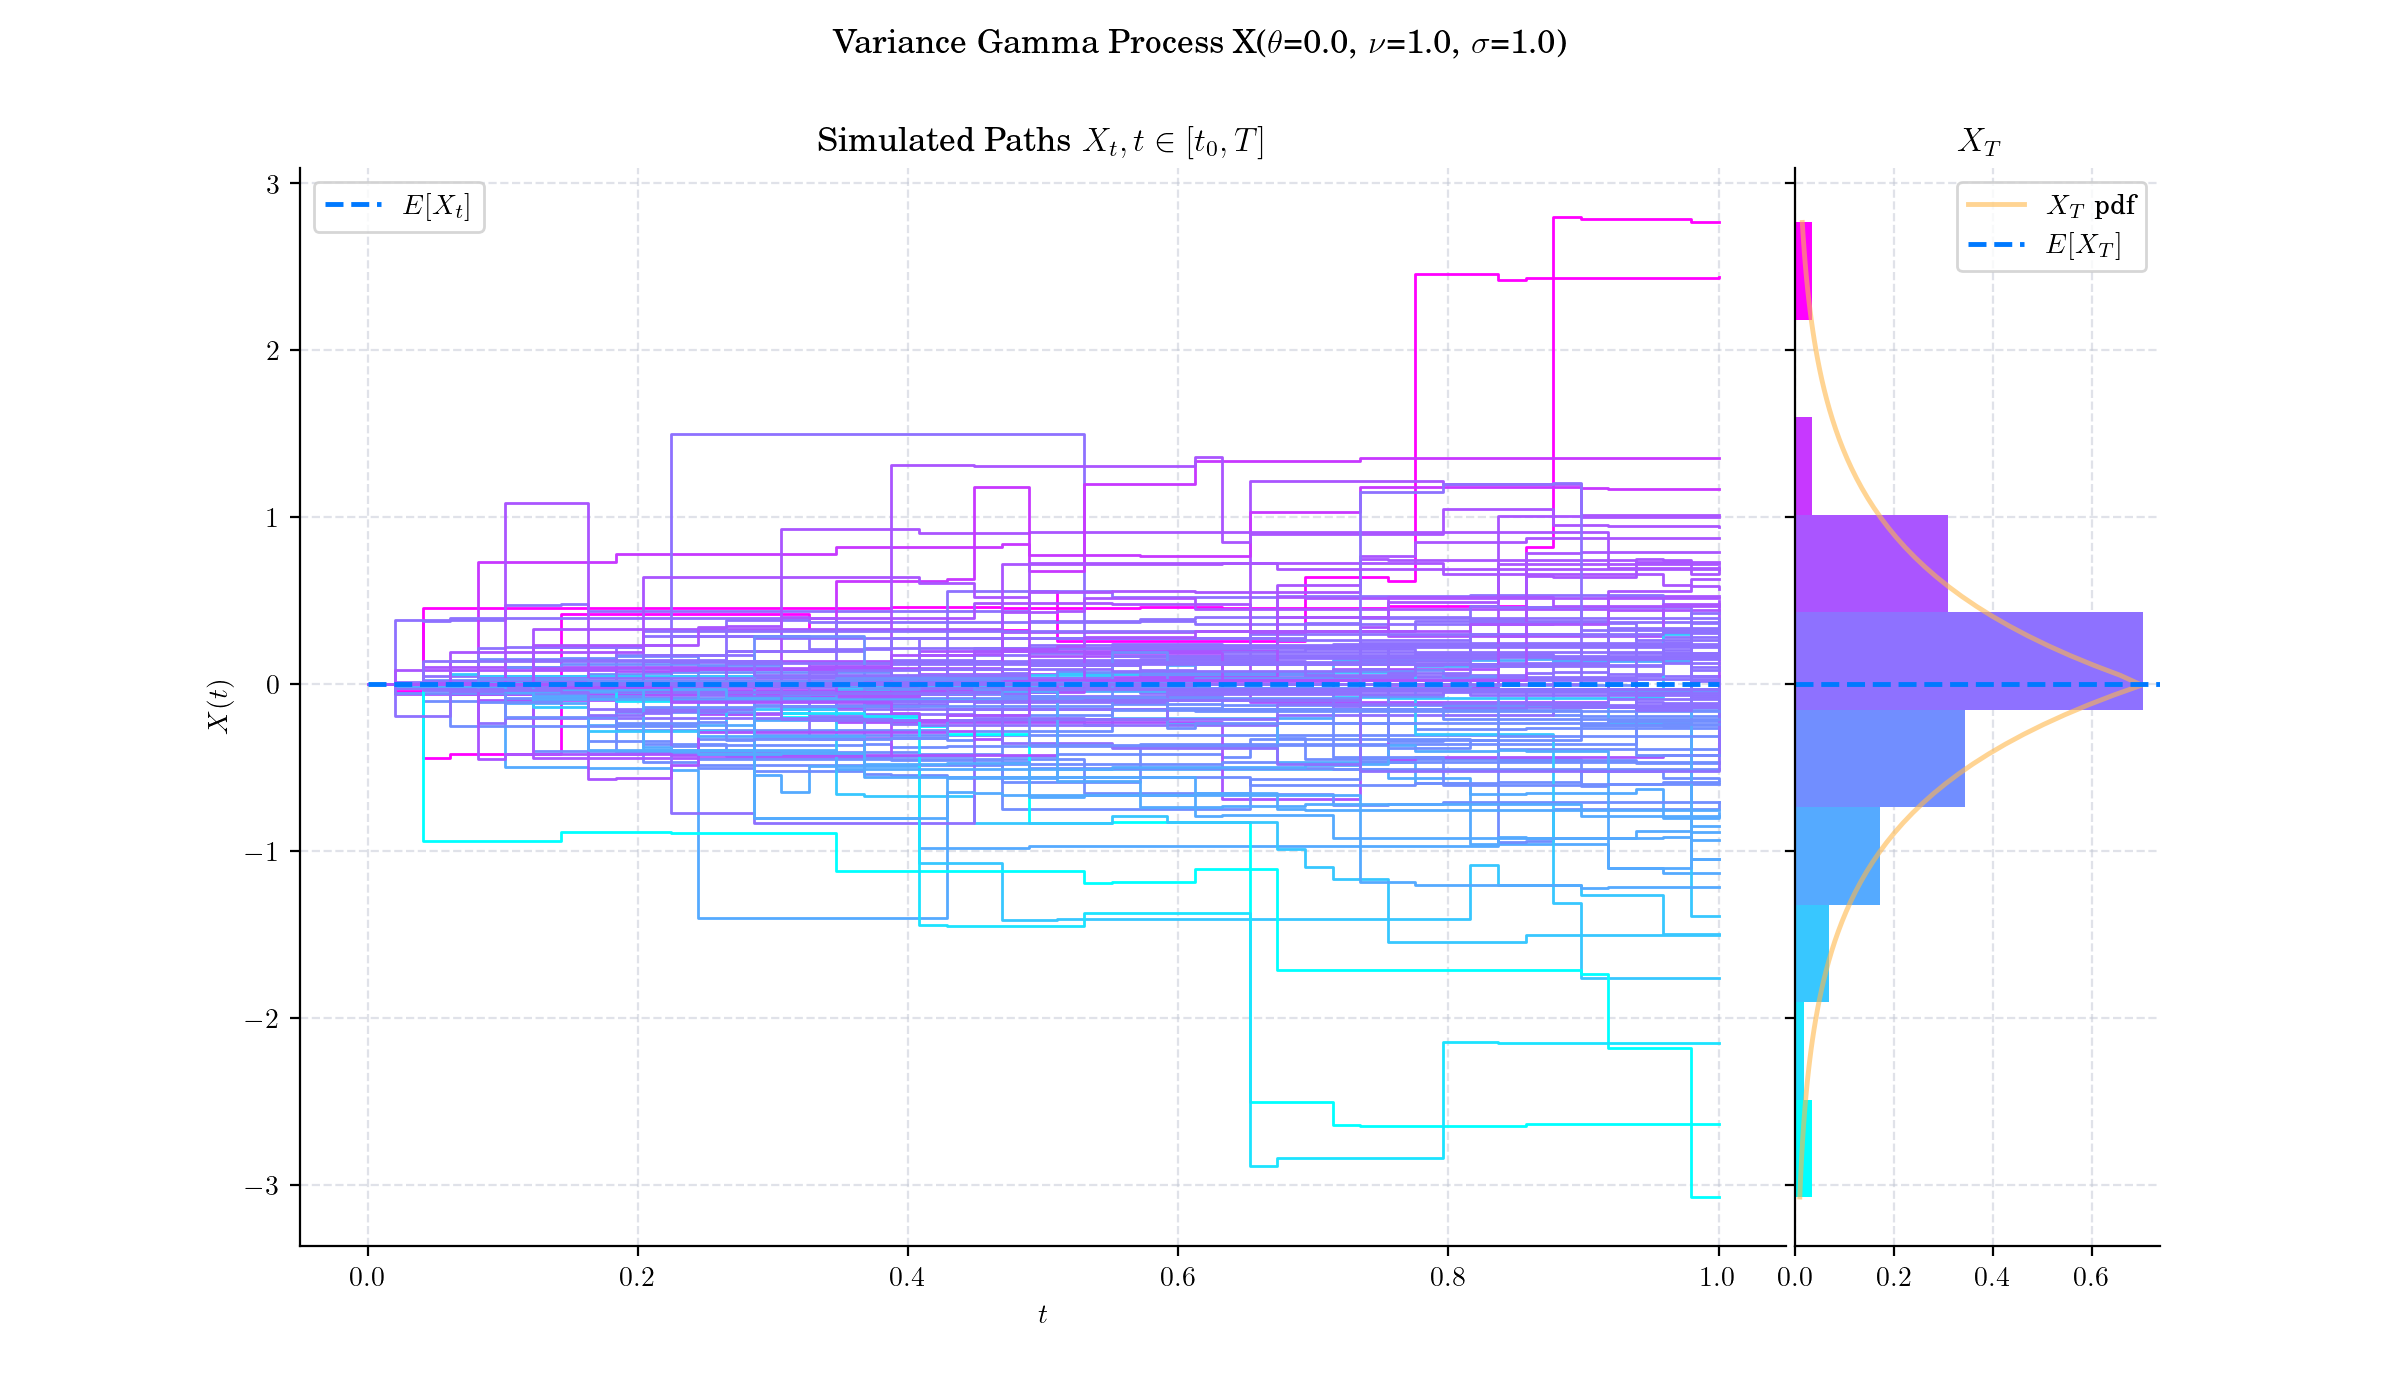 Variance Gamma Process X(θ=0.0, ν=1.0, σ=1.0)
Simulated Paths X_t, t ∈ [t_0, T]
X_T
E[X_t]
X_T pdf
E[X_T]
3
2
1
0
−1
−2
−3
X(t)
0.0
0.2
0.4
0.6
0.8
1.0
0.0
0.2
0.4
0.6
t